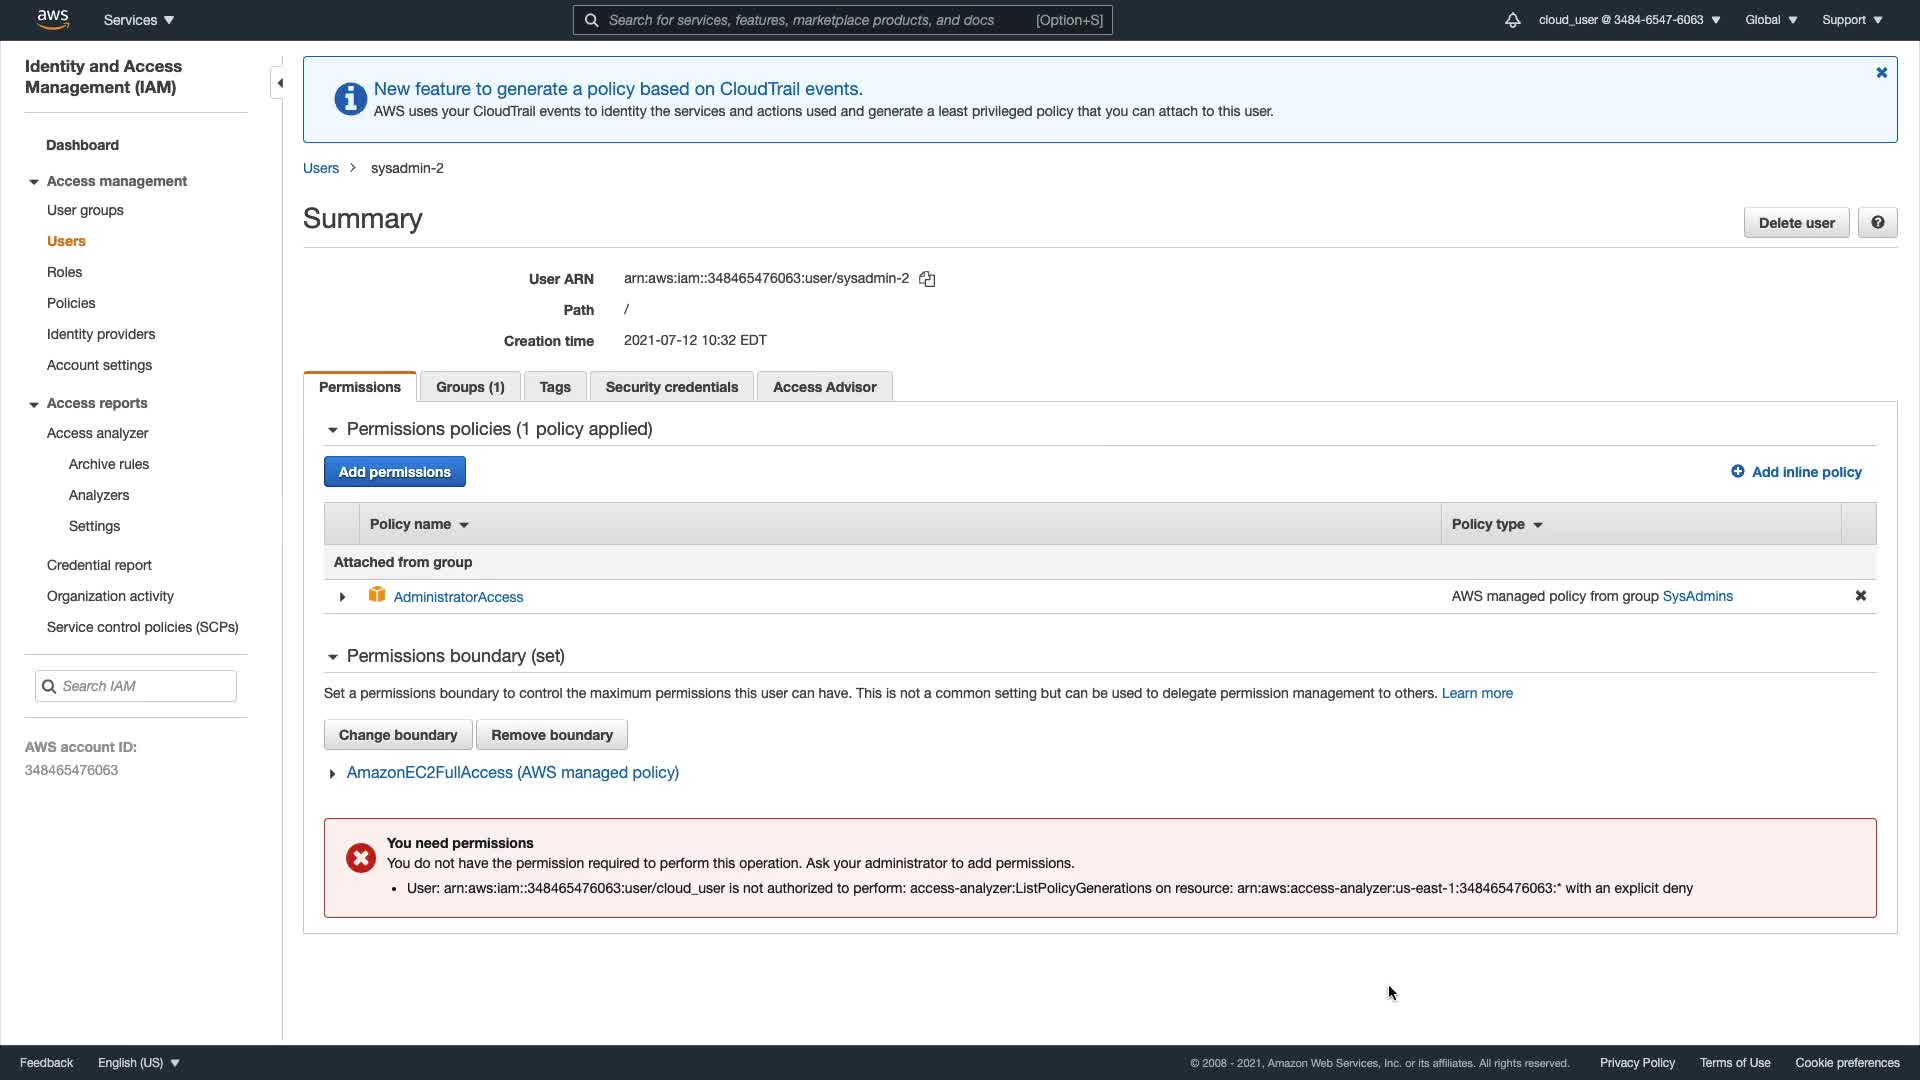 aws
Services
Search for services, features, marketplace products, and docs [Option+S]
cloud_user @ 3484-6547-6063
Global
Support
Identity and Access
Management (IAM)
Dashboard
Access management
User groups
Users
Roles
Policies
Identity providers
Account settings
Access reports
Access analyzer
Archive rules
Analyzers
Settings
Credential report
Organization activity
Service control policies (SCPs)
Search IAM
AWS account ID:
348465476063
New feature to generate a policy based on CloudTrail events.
AWS uses your CloudTrail events to identify the services and actions used and generate a least privileged policy that you can attach to this user.
Users > sysadmin-2
Summary
Delete user
?
User ARN arn:aws:iam::348465476063:user/sysadmin-2
Path /
Creation time 2021-07-12 10:32 EDT
Permissions
Groups (1)
Tags
Security credentials
Access Advisor
Permissions policies (1 policy applied)
Add permissions
Add inline policy
Policy name
Policy type
Attached from group
AdministratorAccess
AWS managed policy from group SysAdmins
Permissions boundary (set)
Set a permissions boundary to control the maximum permissions this user can have. This is not a common setting but can be used to delegate permission management to others. Learn more
Change boundary
Remove boundary
AmazonEC2FullAccess (AWS managed policy)
You need permissions
You do not have the permission required to perform this operation. Ask your administrator to add permissions.
• User: arn:aws:iam::348465476063:user/cloud_user is not authorized to perform: access-analyzer:ListPolicyGenerations on resource: arn:aws:access-analyzer:us-east-1:348465476063:* with an explicit deny
Feedback
English (US)
© 2008 - 2021, Amazon Web Services, Inc. or its affiliates. All rights reserved.
Privacy Policy
Terms of Use
Cookie preferences